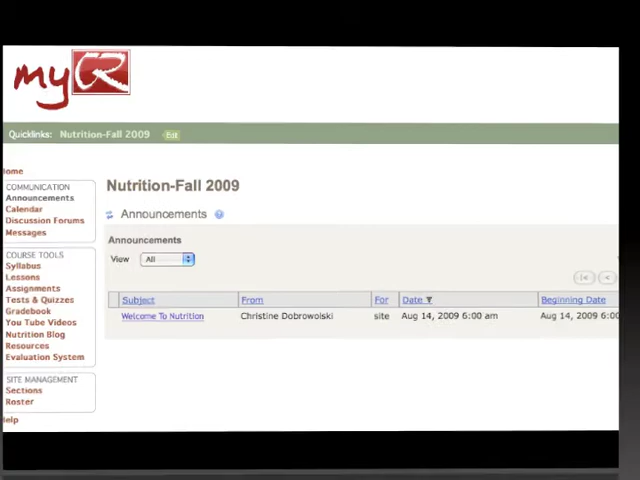 my CR
Quicklinks: Nutrition-Fall 2009 Edit
ome
COMMUNICATION
Announcements
Calendar
Discussion Forums
Messages
COURSE TOOLS
Syllabus
Lessons
Assignments
Tests & Quizzes
Gradebook
You Tube Videos
Nutrition Blog
Resources
Evaluation System
SITE MANAGEMENT
Sections
Roster
elp
Nutrition-Fall 2009
Announcements ?
Announcements
View All
|< <
Subject From For Date Beginning Date
Welcome To Nutrition Christine Dobrowolski site Aug 14, 2009 6:00 am Aug 14, 2009 6:00